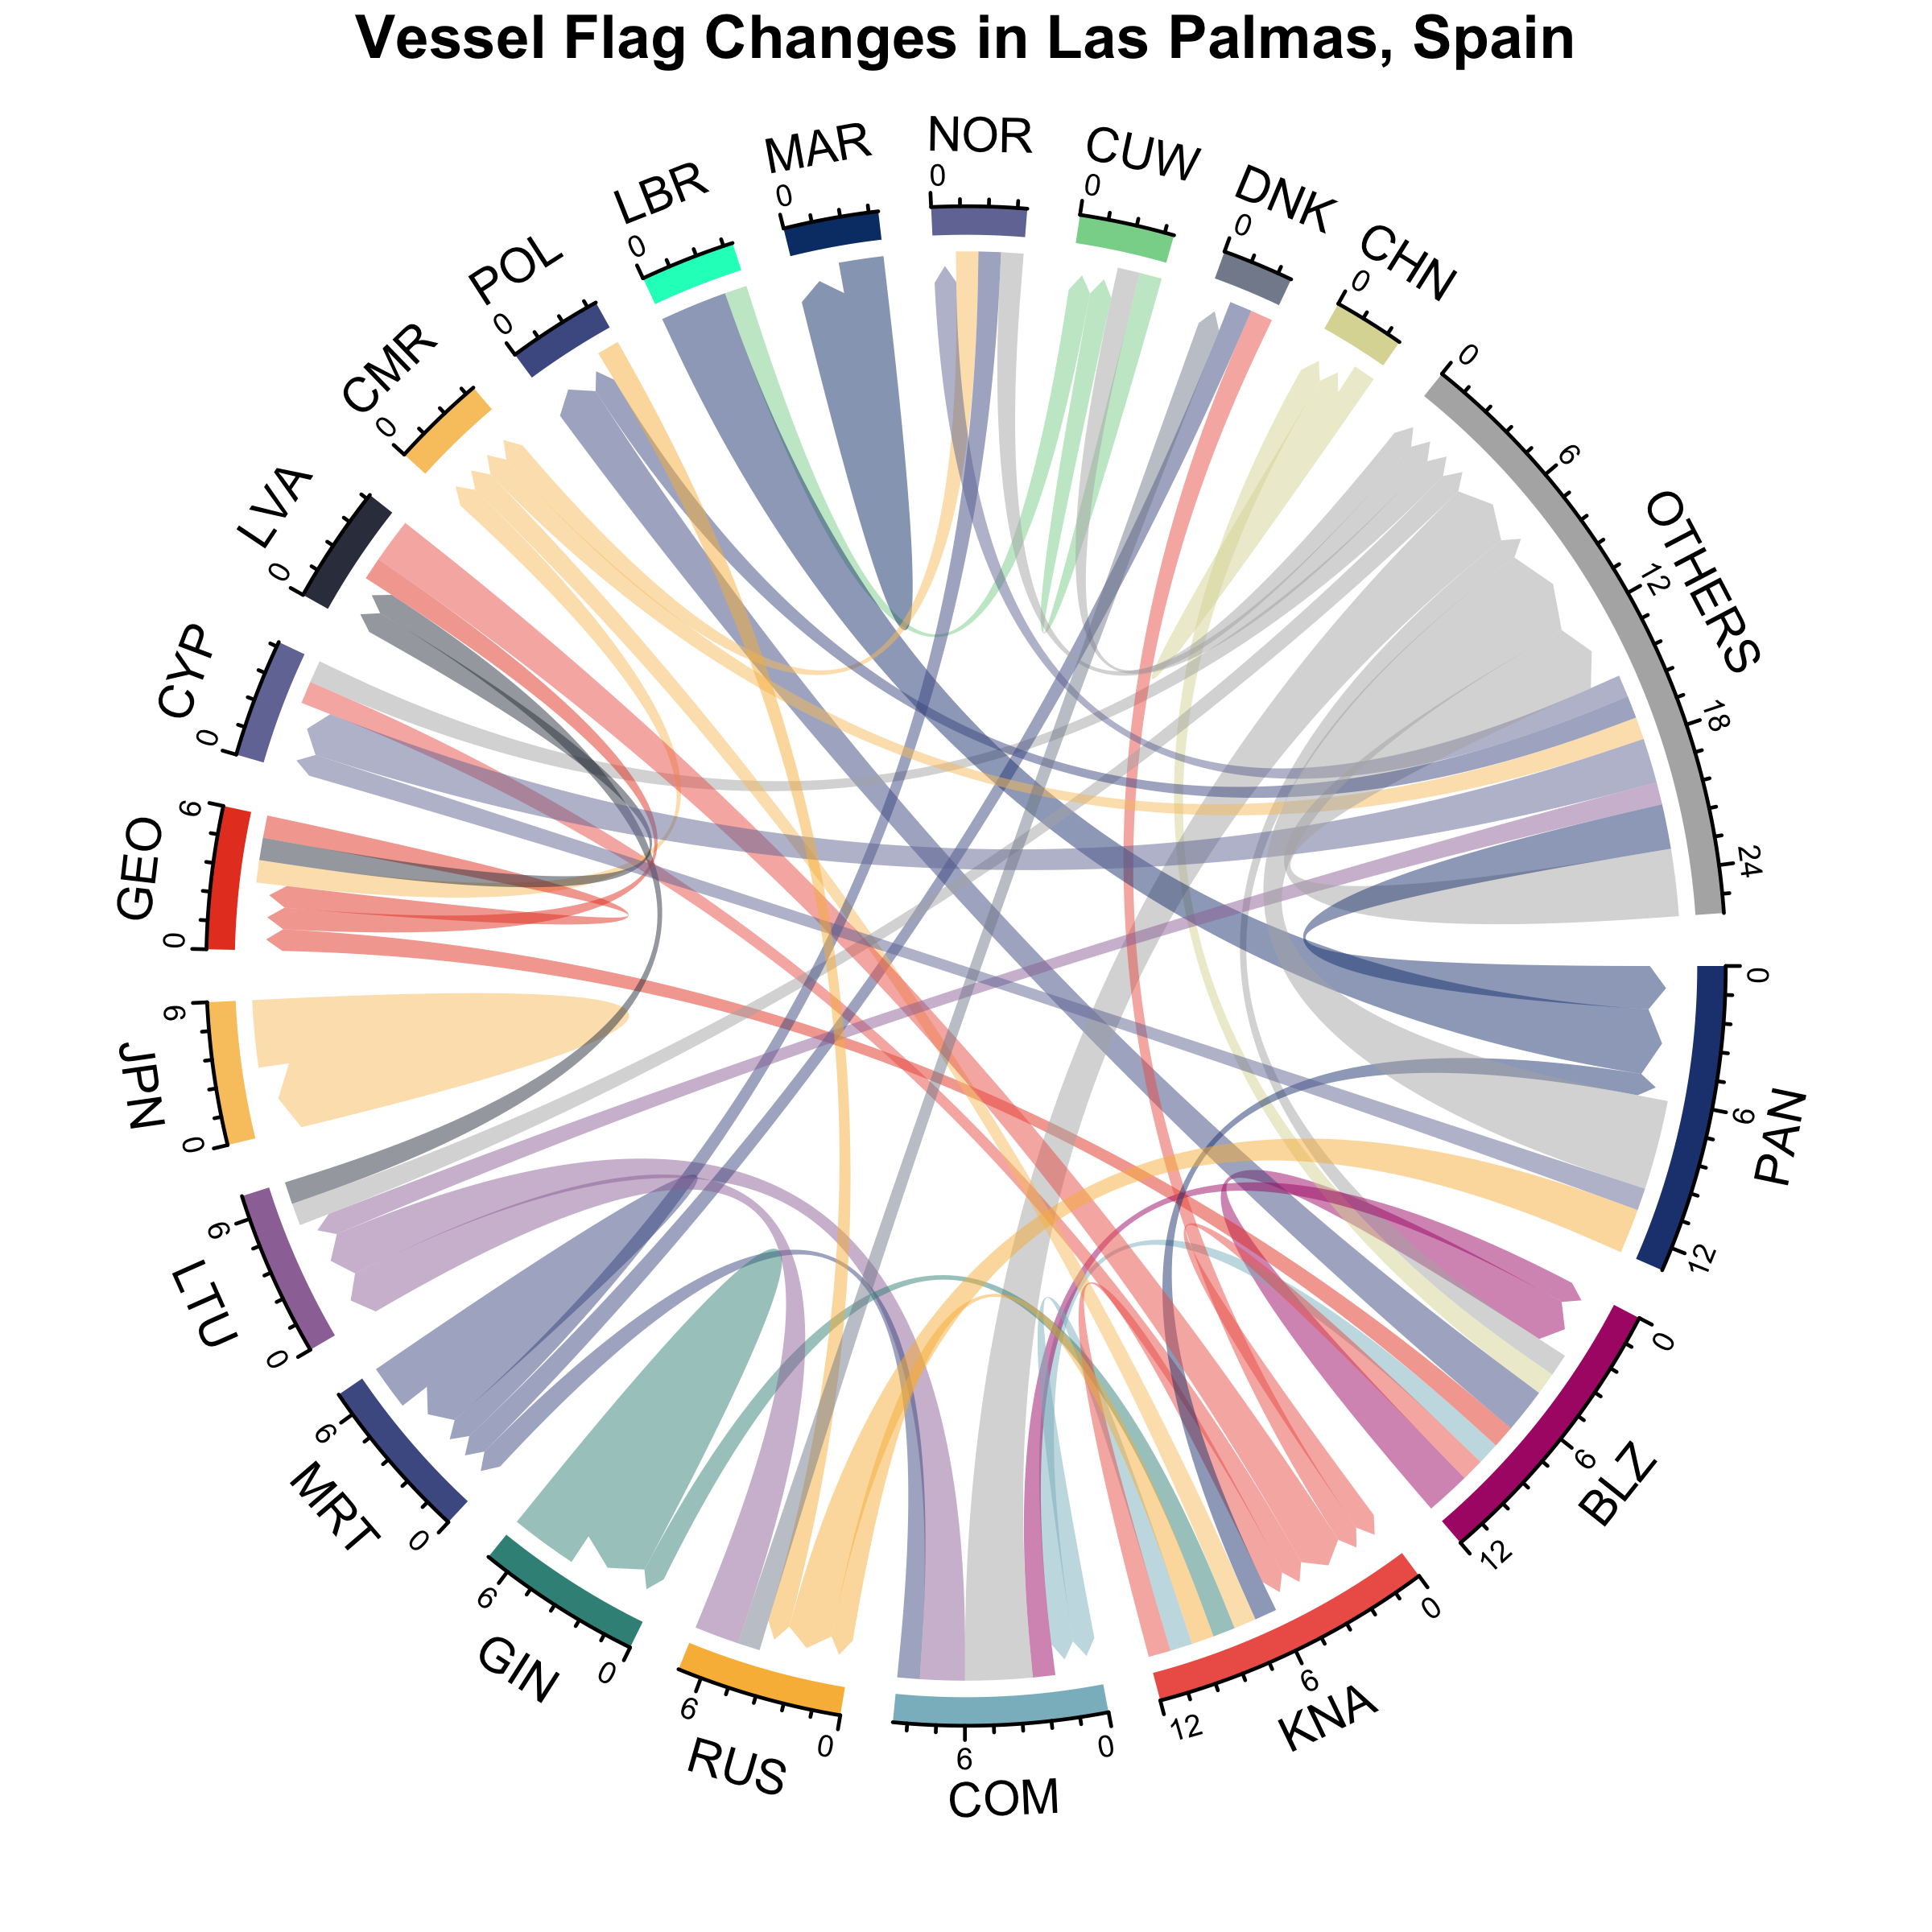 Vessel Flag Changes in Las Palmas, Spain
NOR
0
CUW
0
DNK
0
CHN
0
OTHERS
0
6
12
18
24
PAN
0
6
12
BLZ
0
6
12
KNA
0
6
12
COM
0
6
RUS
0
6
GIN
0
6
MRT
0
6
LTU
0
6
JPN
0
6
GEO
0
6
CYP
0
LVA
0
CMR
0
POL
0
LBR
0
MAR
0